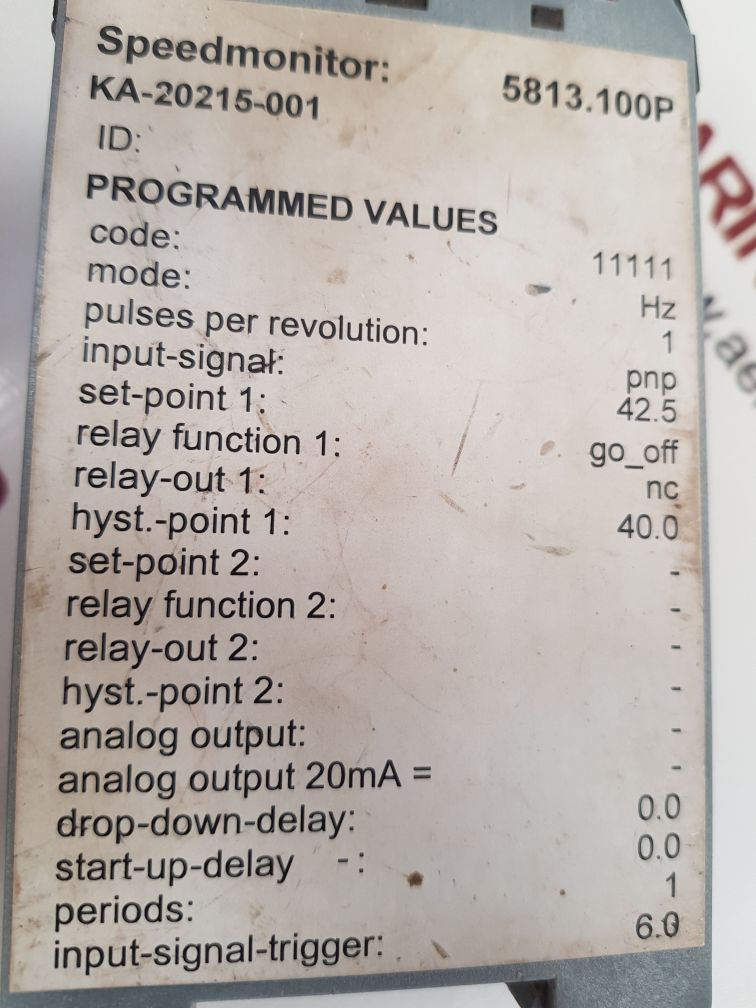 Speedmonitor: 5813.100P
KA-20215-001
ID:
PROGRAMMED VALUES
code: 11111
mode: Hz
pulses per revolution: 1
input-signal: pnp
set-point 1: 42.5
relay function 1: go_off
relay-out 1: nc
hyst.-point 1: 40.0
set-point 2: -
relay function 2: -
relay-out 2: -
hyst.-point 2: -
analog output: -
analog output 20mA = -
drop-down-delay: 0.0
start-up-delay -: 0.0
periods: 1
input-signal-trigger: 6.0